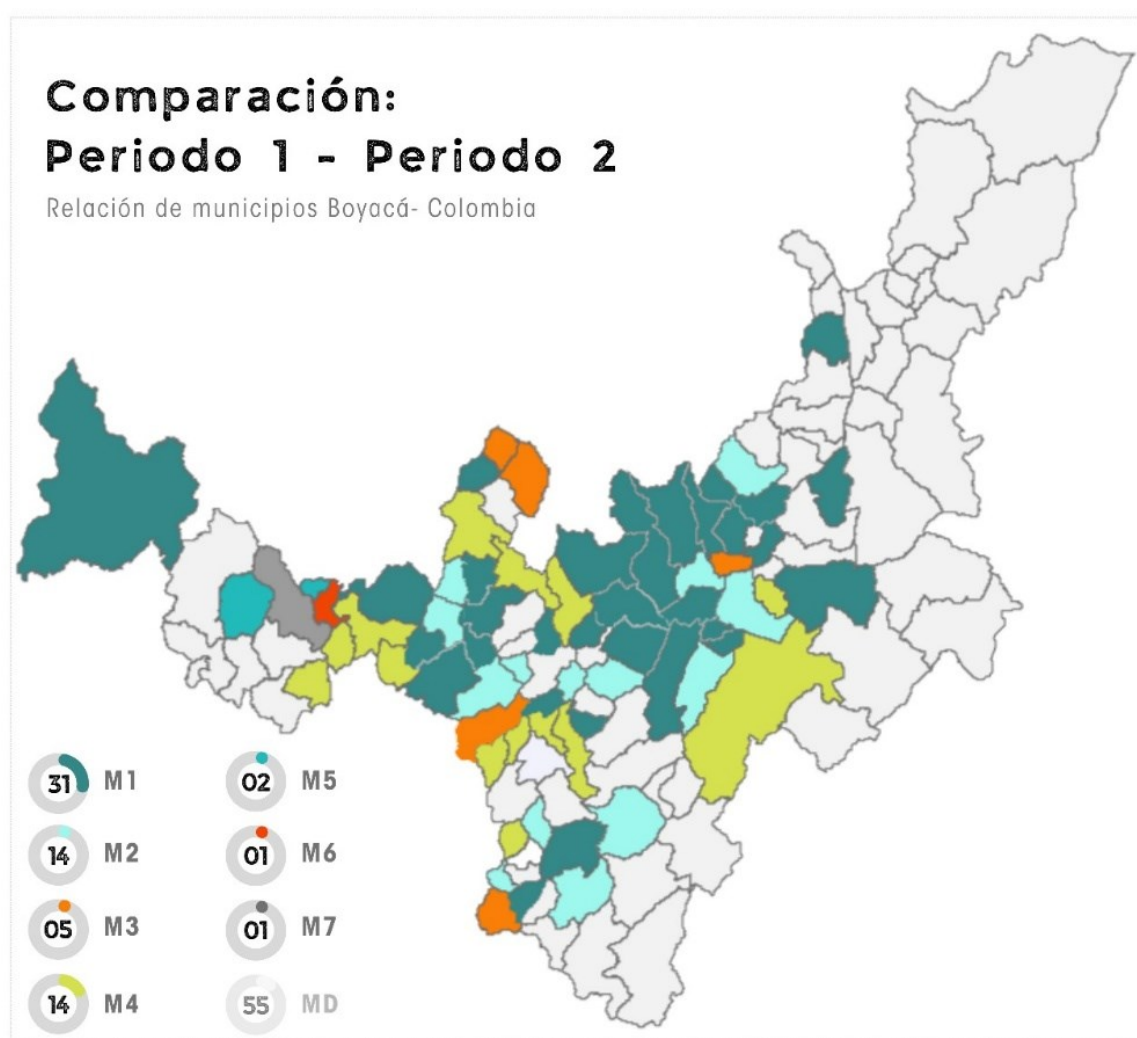 Comparación:
Periodo 1 - Periodo 2
Relación de municipios Boyacá- Colombia
31 M1
02 M5
14 M2
01 M6
05 M3
01 M7
14 M4
55 MD